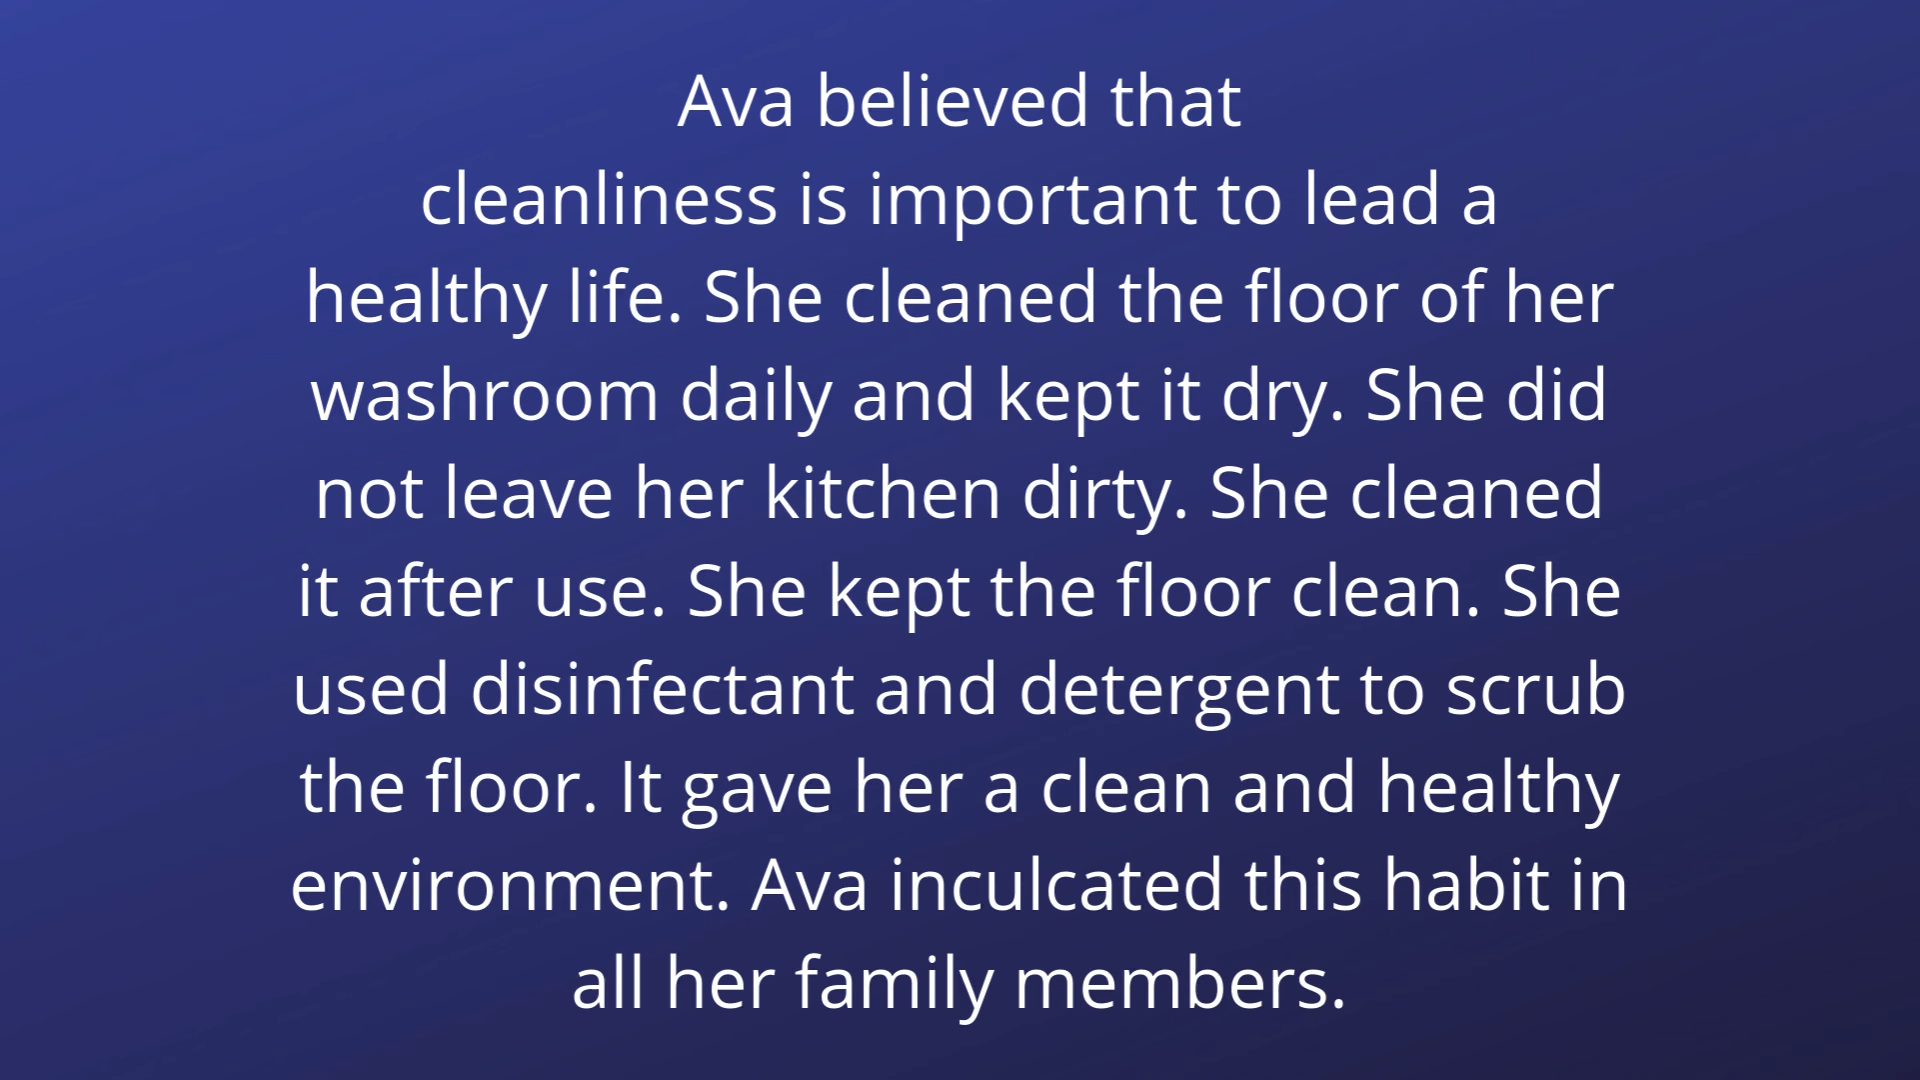 Ava believed that
cleanliness is important to lead a
healthy life. She cleaned the floor of her
washroom daily and kept it dry. She did
not leave her kitchen dirty. She cleaned
it after use. She kept the floor clean. She
used disinfectant and detergent to scrub
the floor. It gave her a clean and healthy
environment. Ava inculcated this habit in
all her family members.